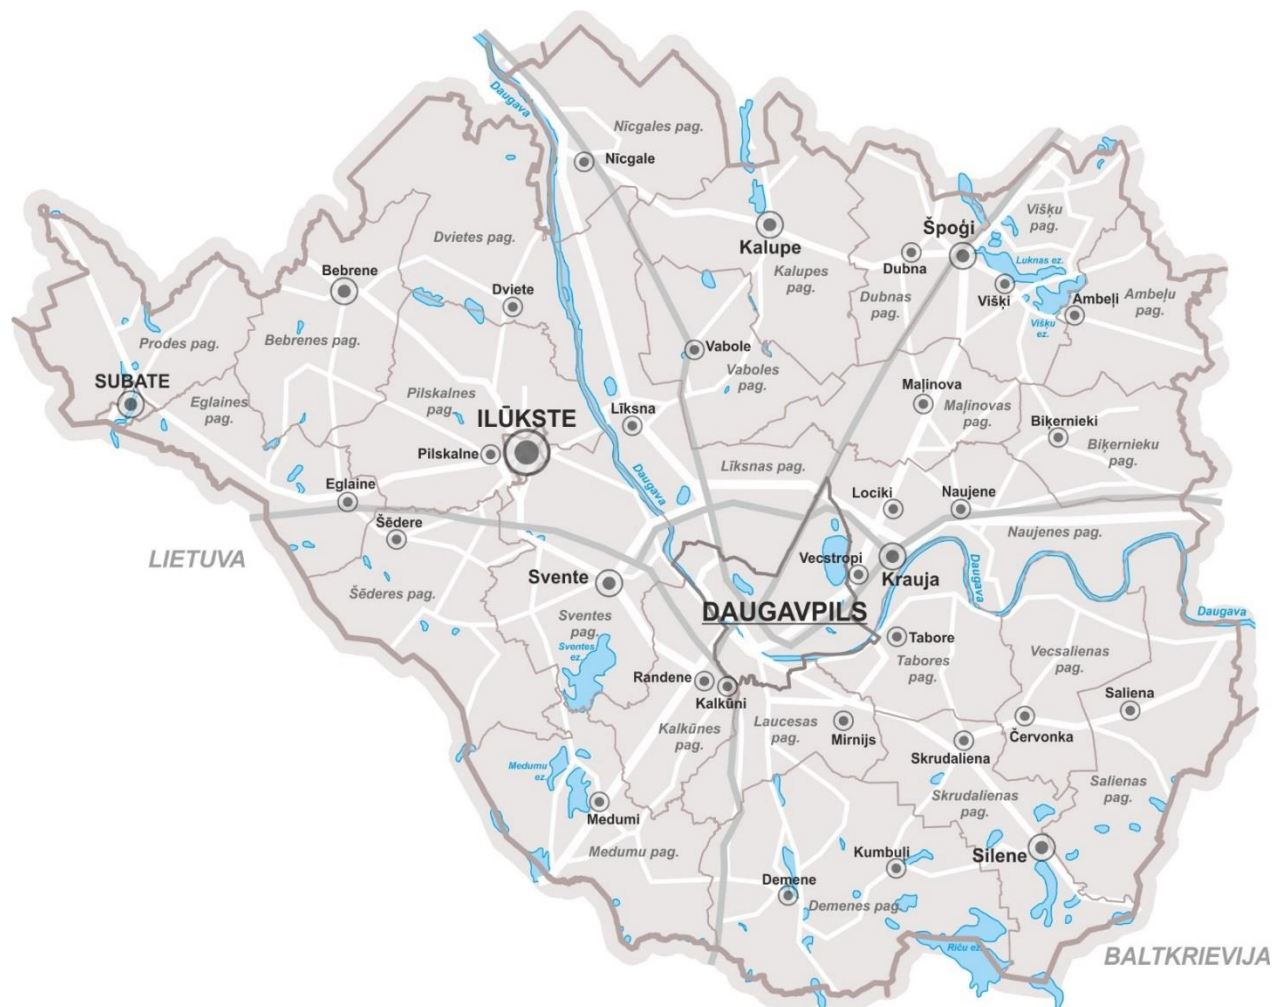 Daugava
Nīcgales pag.
Nīcgale
Višķu
pag.
Dvietes pag.
Kalupe
Špoģi
Kalupes
pag.
Dubna
Luknas ez.
Bebrene
Dviete
Dubnas
pag.
Višķi
Ambeļi
Ambeļu
pag.
Višķu
ez.
Prodes pag.
Bebrenes pag.
Vabole
Vaboles
pag.
SUBATE
Eglaines
pag.
Pilskalnes
pag.
Maļinova
Maļinovas
pag.
ILŪKSTE
Līksna
Biķernieki
Biķernieku
pag.
Pilskalne
Līksnas pag.
Daugava
Eglaine
Lociki
Naujene
Šēdere
Naujenes pag.
LIETUVA
Vecstropi
Krauja
Daugava
Svente
Šēderes pag.
DAUGAVPILS
Daugava
Sventes
pag.
Sventes
ez.
Tabore
Tabores
pag.
Vecsalienas
pag.
Randene
Kalkūni
Saliena
Kalkūnes
pag.
Laucesas
pag.
Mirnijs
Skrudaliena
Červonka
Medumu
ez.
Salienas
pag.
Skrudalienas
pag.
Medumi
Medumu pag.
Kumbuļi
Silene
Demene
Demenes pag.
Riču ez.
BALTKRIEVIJA